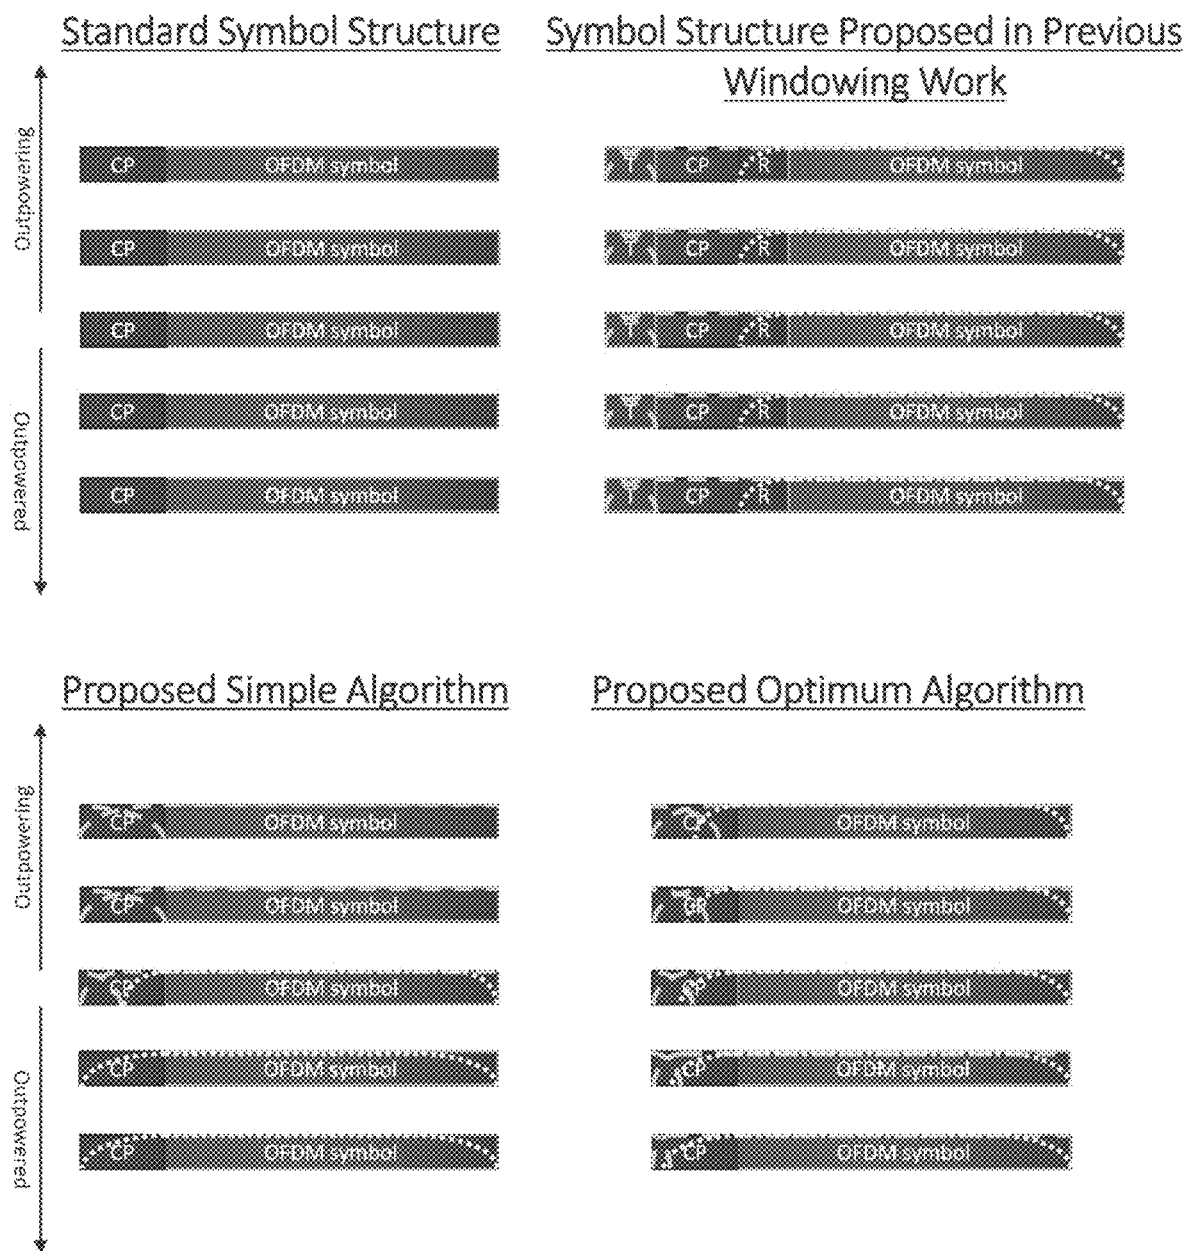 Standard Symbol Structure
Symbol Structure Proposed in Previous
Windowing Work
Outpowering
Outpowered
CP OFDM symbol
CP OFDM symbol
CP OFDM symbol
CP OFDM symbol
CP OFDM symbol
T CP R OFDM symbol
T CP R OFDM symbol
T CP R OFDM symbol
T CP R OFDM symbol
T CP R OFDM symbol
Proposed Simple Algorithm
Proposed Optimum Algorithm
Outpowering
Outpowered
CP OFDM symbol
CP OFDM symbol
CP OFDM symbol
CP OFDM symbol
CP OFDM symbol
CP OFDM symbol
CP OFDM symbol
CP OFDM symbol
CP OFDM symbol
CP OFDM symbol